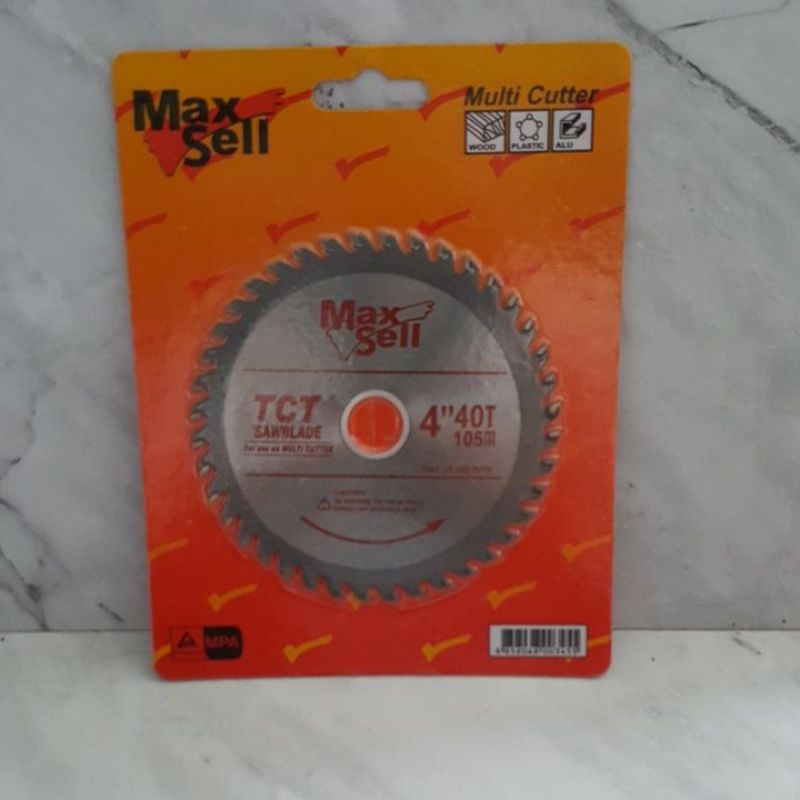 Max
Sell
Multi Cutter
WOOD
PLASTIC
ALU
Max
Sell
TCT
SAWBLADE
For use on MULTI CUTTER
4" 40T
105mm
CAUTION
MPA